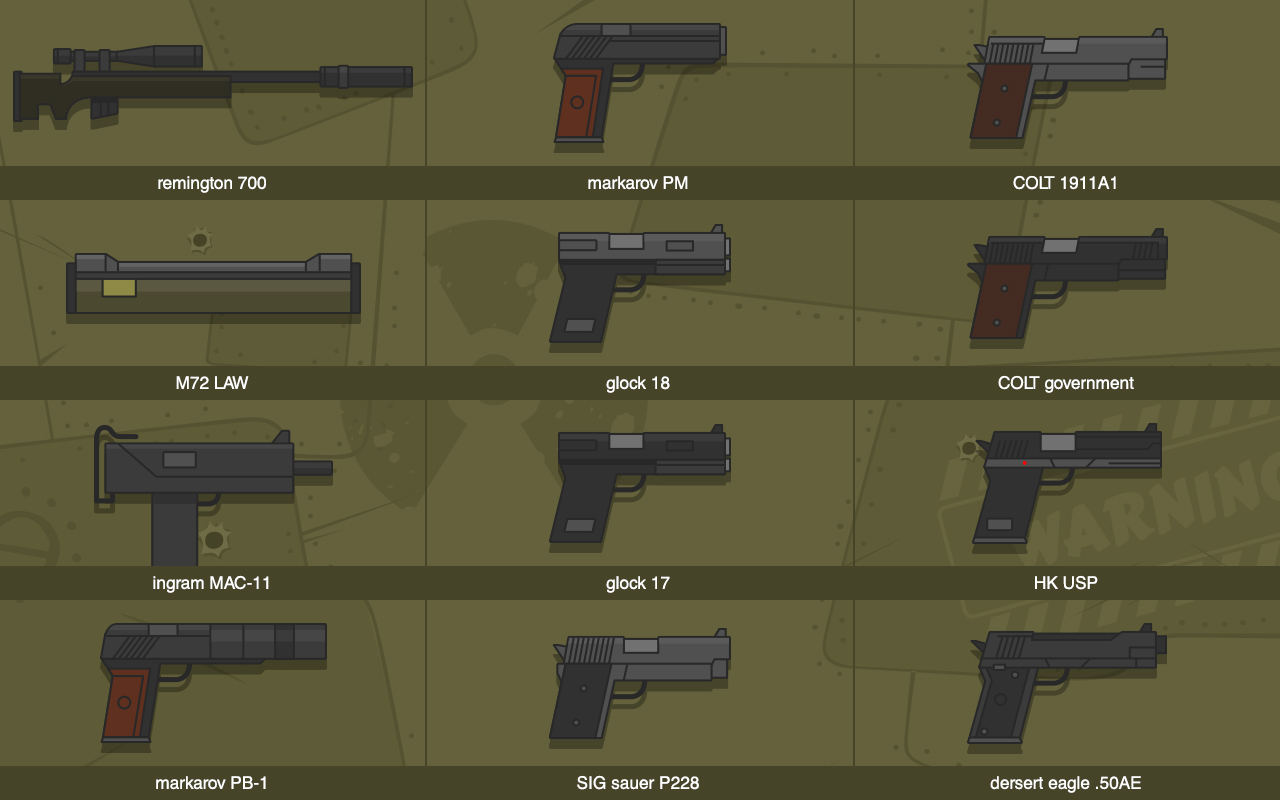 remington 700
markarov PM
COLT 1911A1
M72 LAW
glock 18
COLT government
ingram MAC-11
glock 17
WARNING
HK USP
markarov PB-1
SIG sauer P228
dersert eagle .50AE